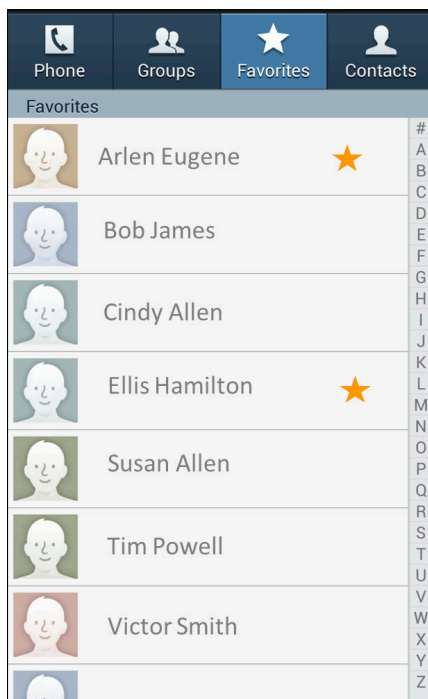 Phone Groups Favorites Contacts
Favorites
Arlen Eugene
Bob James
Cindy Allen
Ellis Hamilton
Susan Allen
Tim Powell
Victor Smith
#
A
B
C
D
E
F
G
H
I
J
K
L
M
N
O
P
Q
R
S
T
U
V
W
X
Y
Z